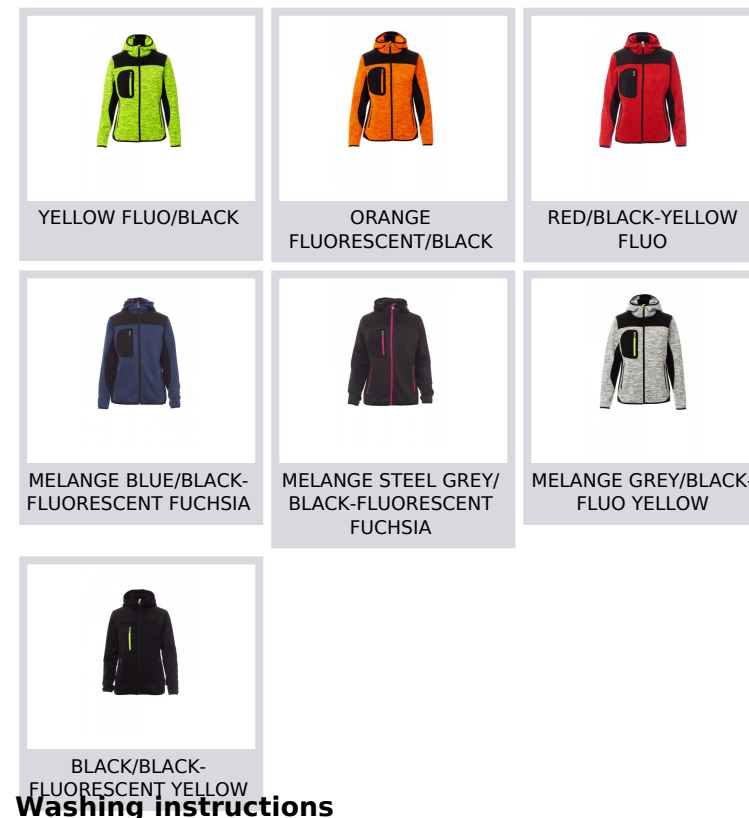 YELLOW FLUO/BLACK
ORANGE
FLUORESCENT/BLACK
RED/BLACK-YELLOW
FLUO
MELANGE BLUE/BLACK-
FLUORESCENT FUCHSIA
MELANGE STEEL GREY/
BLACK-FLUORESCENT
FUCHSIA
MELANGE GREY/BLACK-
FLUO YELLOW
BLACK/BLACK-
FLUORESCENT YELLOW
Washing instructions